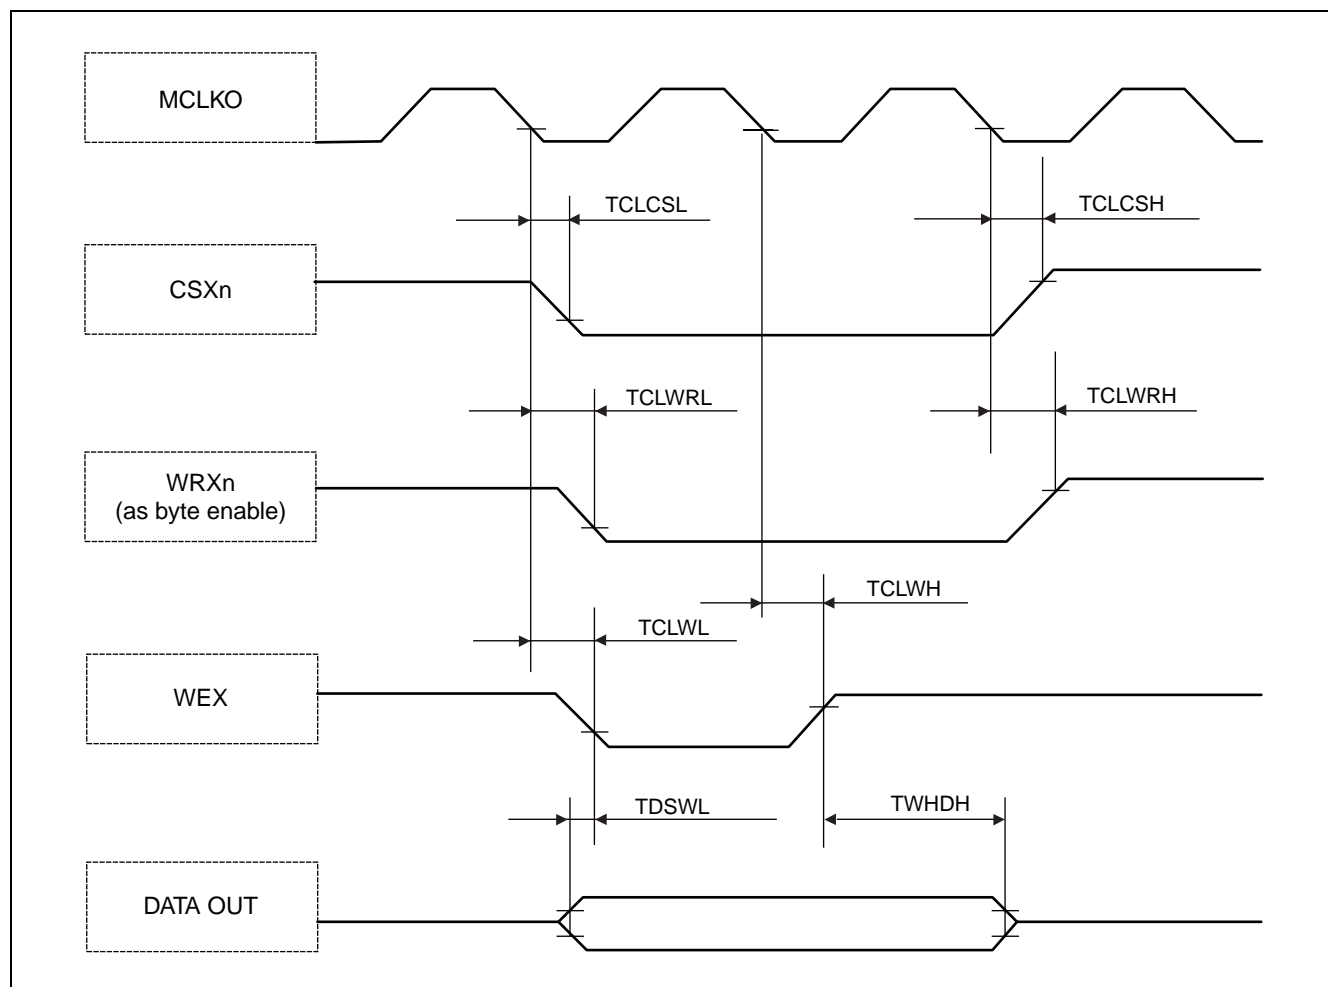 MCLKO
TCLCSL
TCLCSH
CSXn
TCLWRL
TCLWRH
WRXn
(as byte enable)
TCLWH
TCLWL
WEX
TDSWL
TWHDH
DATA OUT